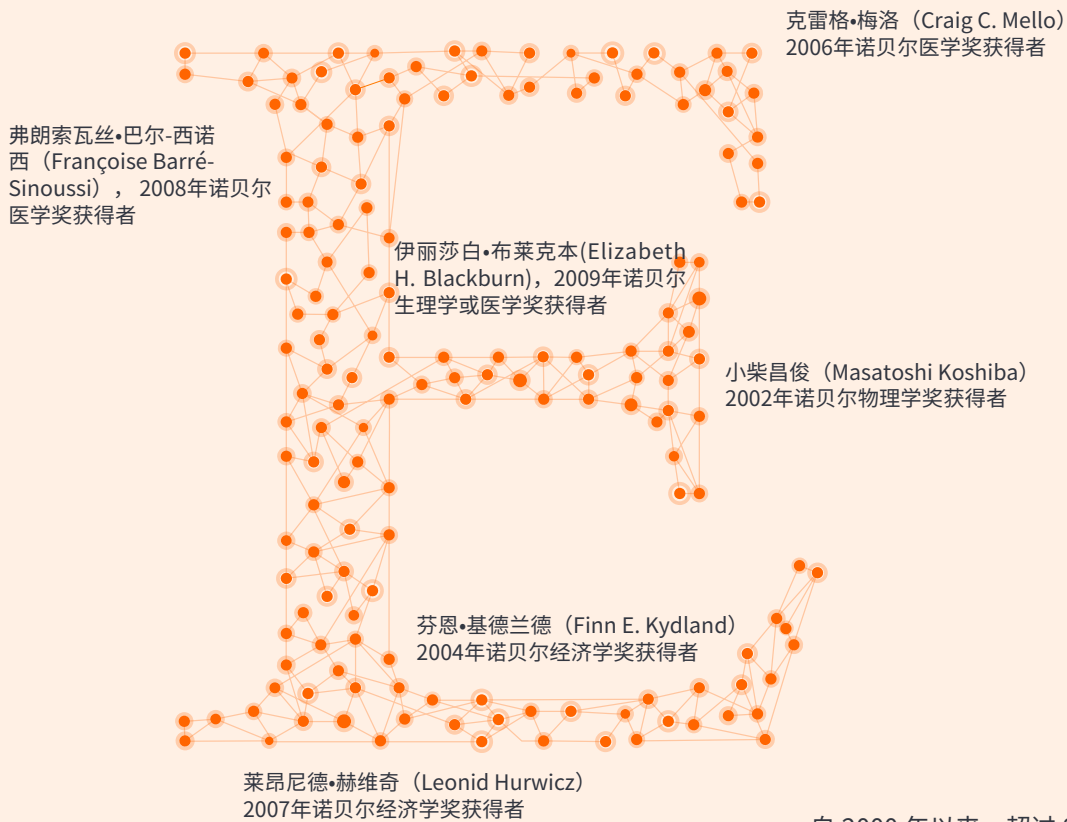 克雷格•梅洛（Craig C. Mello）
2006年诺贝尔医学奖获得者
弗朗索瓦丝•巴尔-西诺
西（Françoise Barré-
Sinoussi）， 2008年诺贝尔
医学奖获得者
伊丽莎白•布莱克本(Elizabeth
H. Blackburn)，2009年诺贝尔
生理学或医学奖获得者
小柴昌俊（Masatoshi Koshiba）
2002年诺贝尔物理学奖获得者
芬恩•基德兰德（Finn E. Kydland）
2004年诺贝尔经济学奖获得者
莱昂尼德•赫维奇（Leonid Hurwicz）
2007年诺贝尔经济学奖获得者